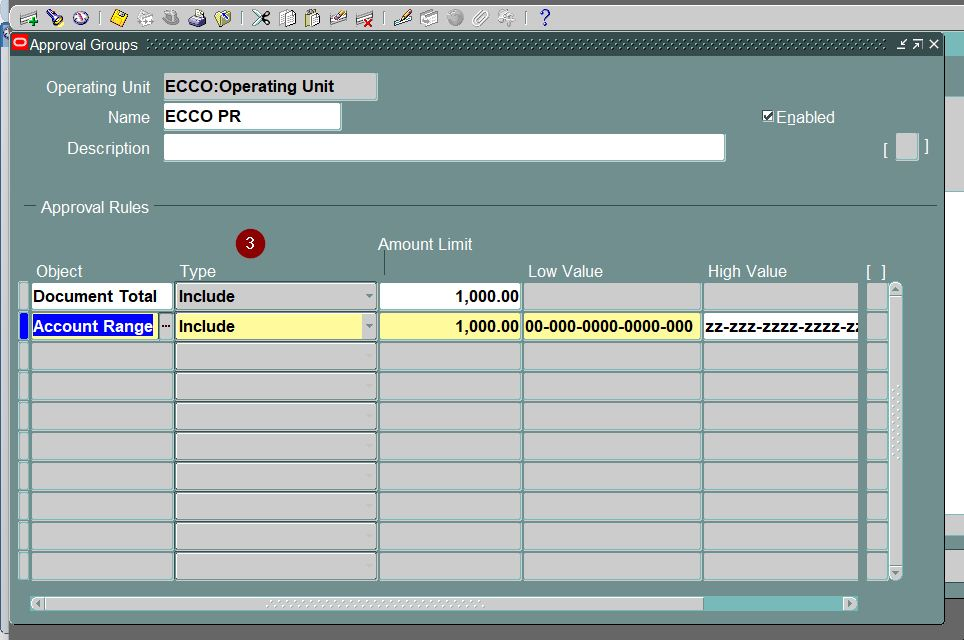 Approval Groups
Operating Unit ECCO:Operating Unit
Name ECCO PR Enabled
Description [ ]
Approval Rules
3
Amount Limit
Object Type Low Value High Value [ ]
Document Total Include 1,000.00
Account Range ... Include 1,000.00 00-000-0000-0000-000 zz-zzz-zzzz-zzzz-zz